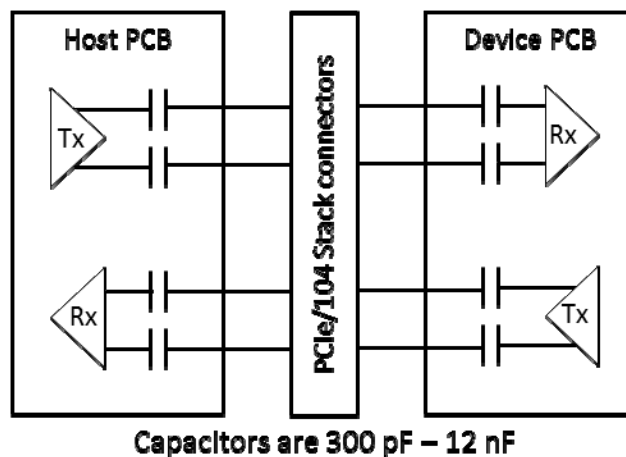 Host PCB
Device PCB
Tx
Rx
PCIe/104 Stack connectors
Rx
Tx
Capacitors are 300 pF – 12 nF